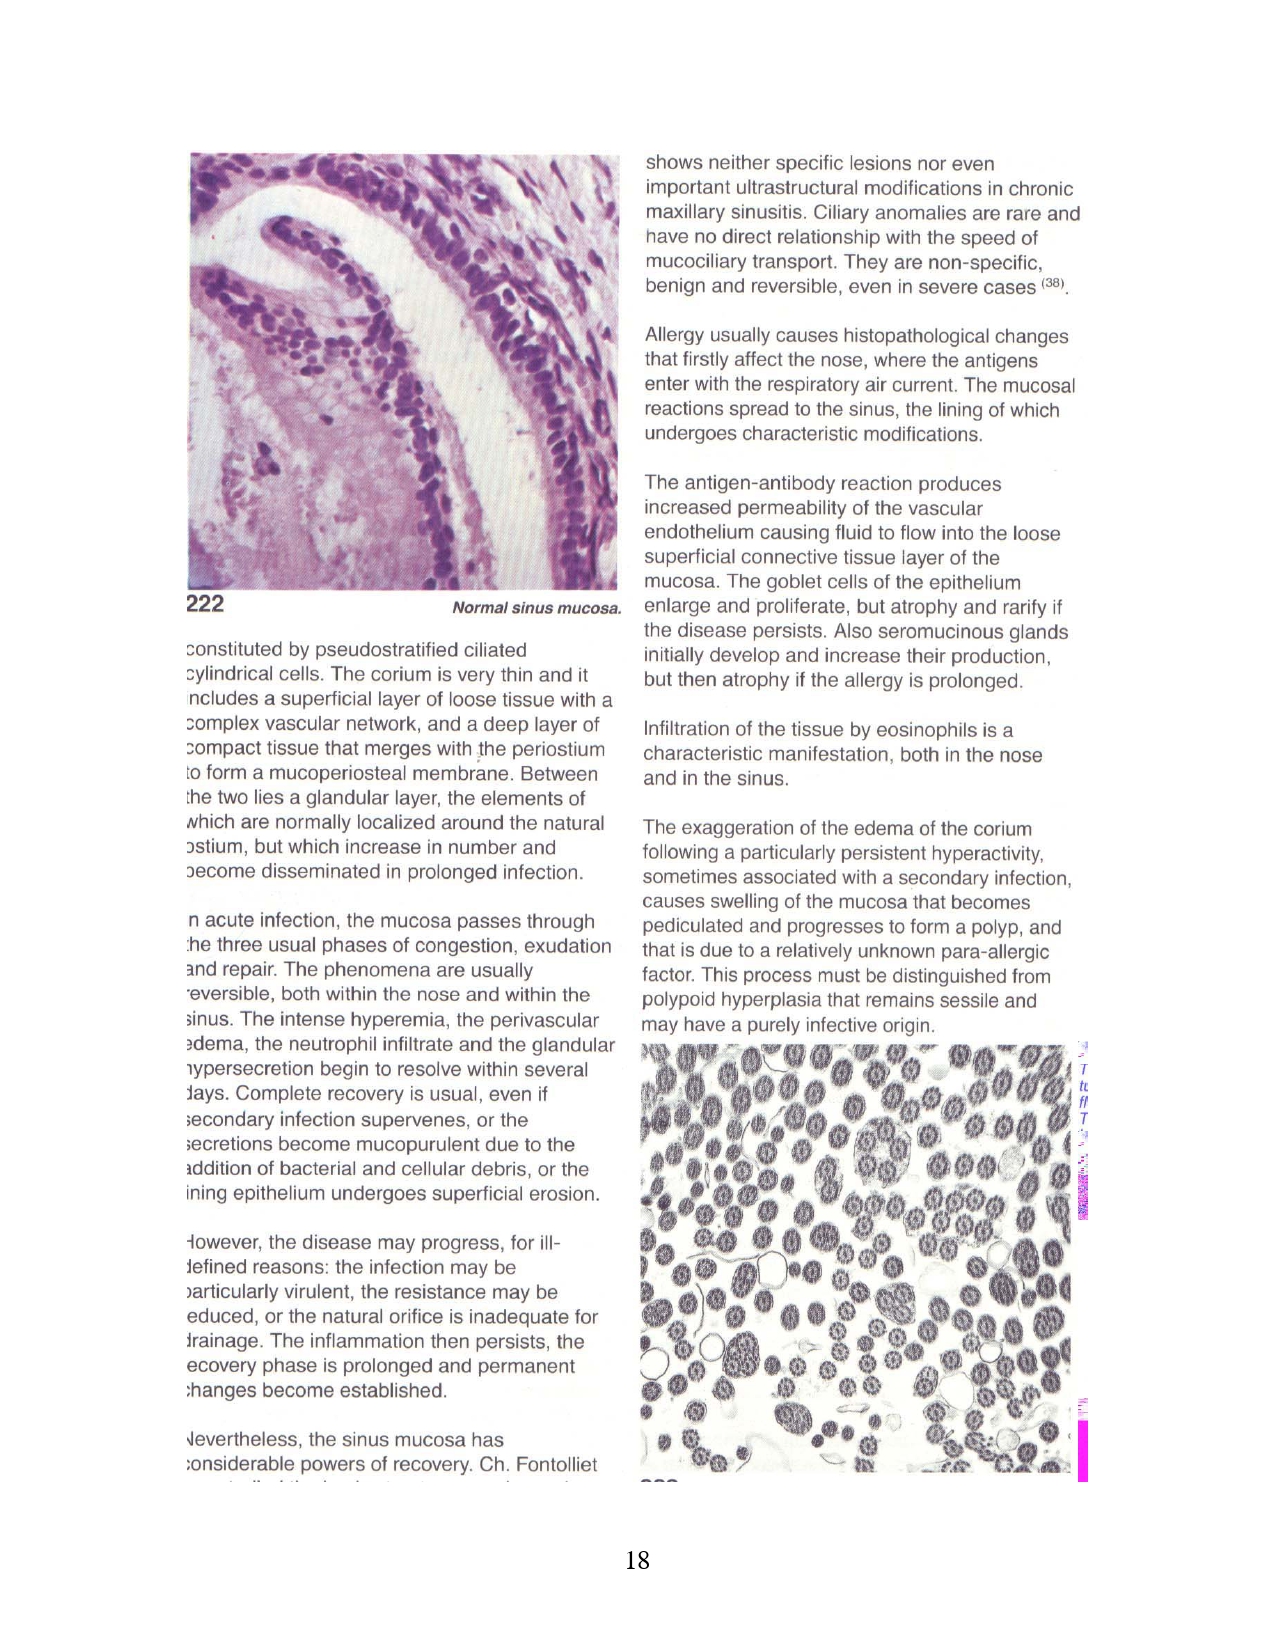 222
Normal sinus mucosa.
constituted by pseudostratified ciliated
cylindrical cells. The corium is very thin and it
includes a superficial layer of loose tissue with a
complex vascular network, and a deep layer of
compact tissue that merges with the periostium
to form a mucoperiosteal membrane. Between
the two lies a glandular layer, the elements of
which are normally localized around the natural
ostium, but which increase in number and
become disseminated in prolonged infection.
n acute infection, the mucosa passes through
the three usual phases of congestion, exudation
and repair. The phenomena are usually
reversible, both within the nose and within the
sinus. The intense hyperemia, the perivascular
edema, the neutrophil infiltrate and the glandular
hypersecretion begin to resolve within several
days. Complete recovery is usual, even if
secondary infection supervenes, or the
secretions become mucopurulent due to the
addition of bacterial and cellular debris, or the
ining epithelium undergoes superficial erosion.
However, the disease may progress, for ill-
defined reasons: the infection may be
particularly virulent, the resistance may be
educed, or the natural orifice is inadequate for
drainage. The inflammation then persists, the
ecovery phase is prolonged and permanent
changes become established.
Nevertheless, the sinus mucosa has
considerable powers of recovery. Ch. Fontolliet
shows neither specific lesions nor even
important ultrastructural modifications in chronic
maxillary sinusitis. Ciliary anomalies are rare and
have no direct relationship with the speed of
mucociliary transport. They are non-specific,
benign and reversible, even in severe cases (38).
Allergy usually causes histopathological changes
that firstly affect the nose, where the antigens
enter with the respiratory air current. The mucosal
reactions spread to the sinus, the lining of which
undergoes characteristic modifications.
The antigen-antibody reaction produces
increased permeability of the vascular
endothelium causing fluid to flow into the loose
superficial connective tissue layer of the
mucosa. The goblet cells of the epithelium
enlarge and proliferate, but atrophy and rarify if
the disease persists. Also seromucinous glands
initially develop and increase their production,
but then atrophy if the allergy is prolonged.
Infiltration of the tissue by eosinophils is a
characteristic manifestation, both in the nose
and in the sinus.
The exaggeration of the edema of the corium
following a particularly persistent hyperactivity,
sometimes associated with a secondary infection,
causes swelling of the mucosa that becomes
pediculated and progresses to form a polyp, and
that is due to a relatively unknown para-allergic
factor. This process must be distinguished from
polypoid hyperplasia that remains sessile and
may have a purely infective origin.
T
fl
T
18